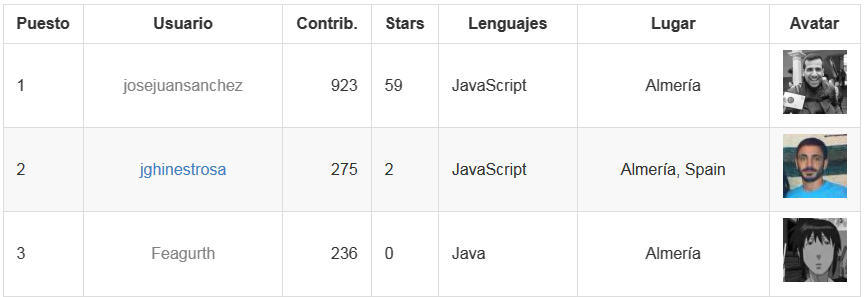 Puesto Usuario Contrib. Stars Lenguajes Lugar Avatar
1 josejuansanchez 923 59 JavaScript Almería
2 jghinestrosa 275 2 JavaScript Almería, Spain
3 Feagurth 236 0 Java Almería